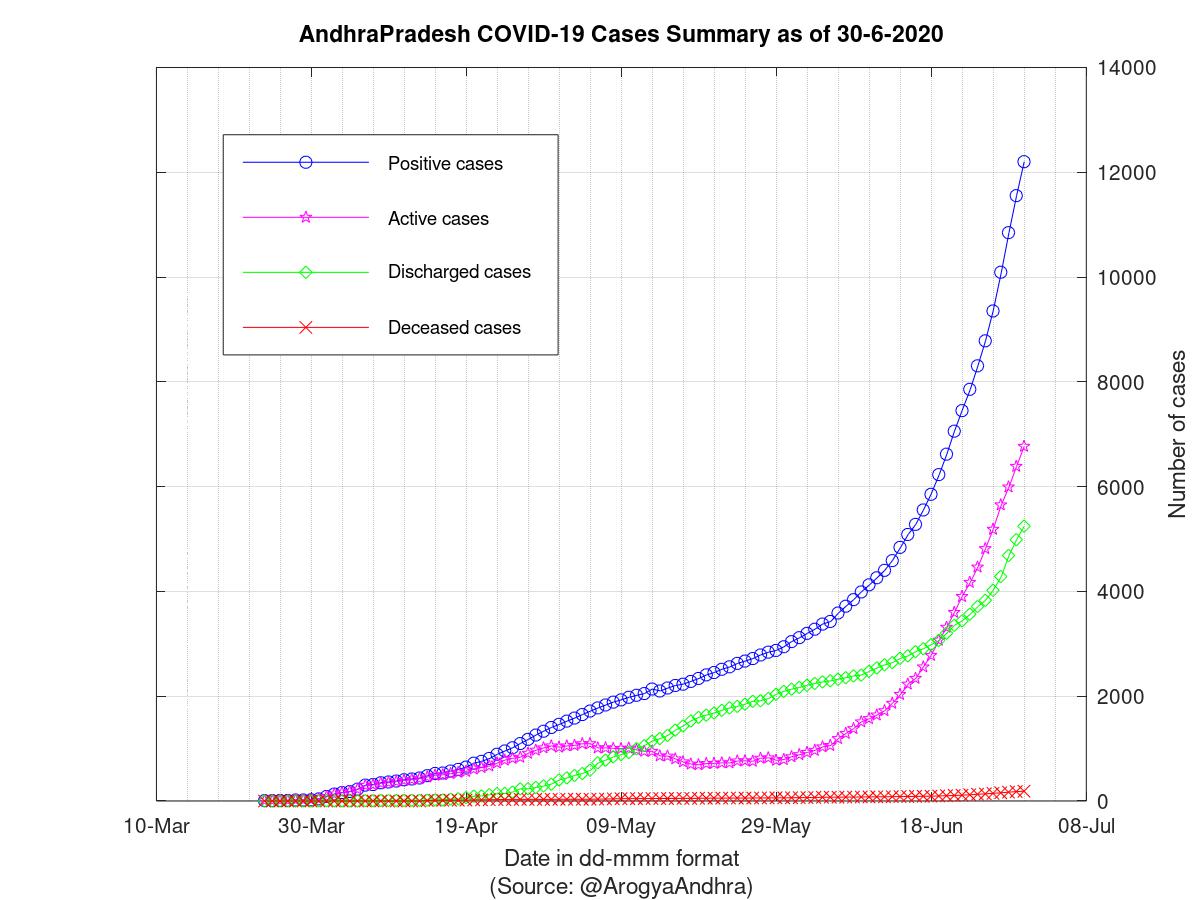 AndhraPradesh COVID-19 Cases Summary as of 30-6-2020
Positive cases
Active cases
Discharged cases
Deceased cases
14000
12000
10000
8000
6000
4000
2000
0
Number of cases
10-Mar 30-Mar 19-Apr 09-May 29-May 18-Jun 08-Jul
Date in dd-mmm format
(Source: @ArogyaAndhra)